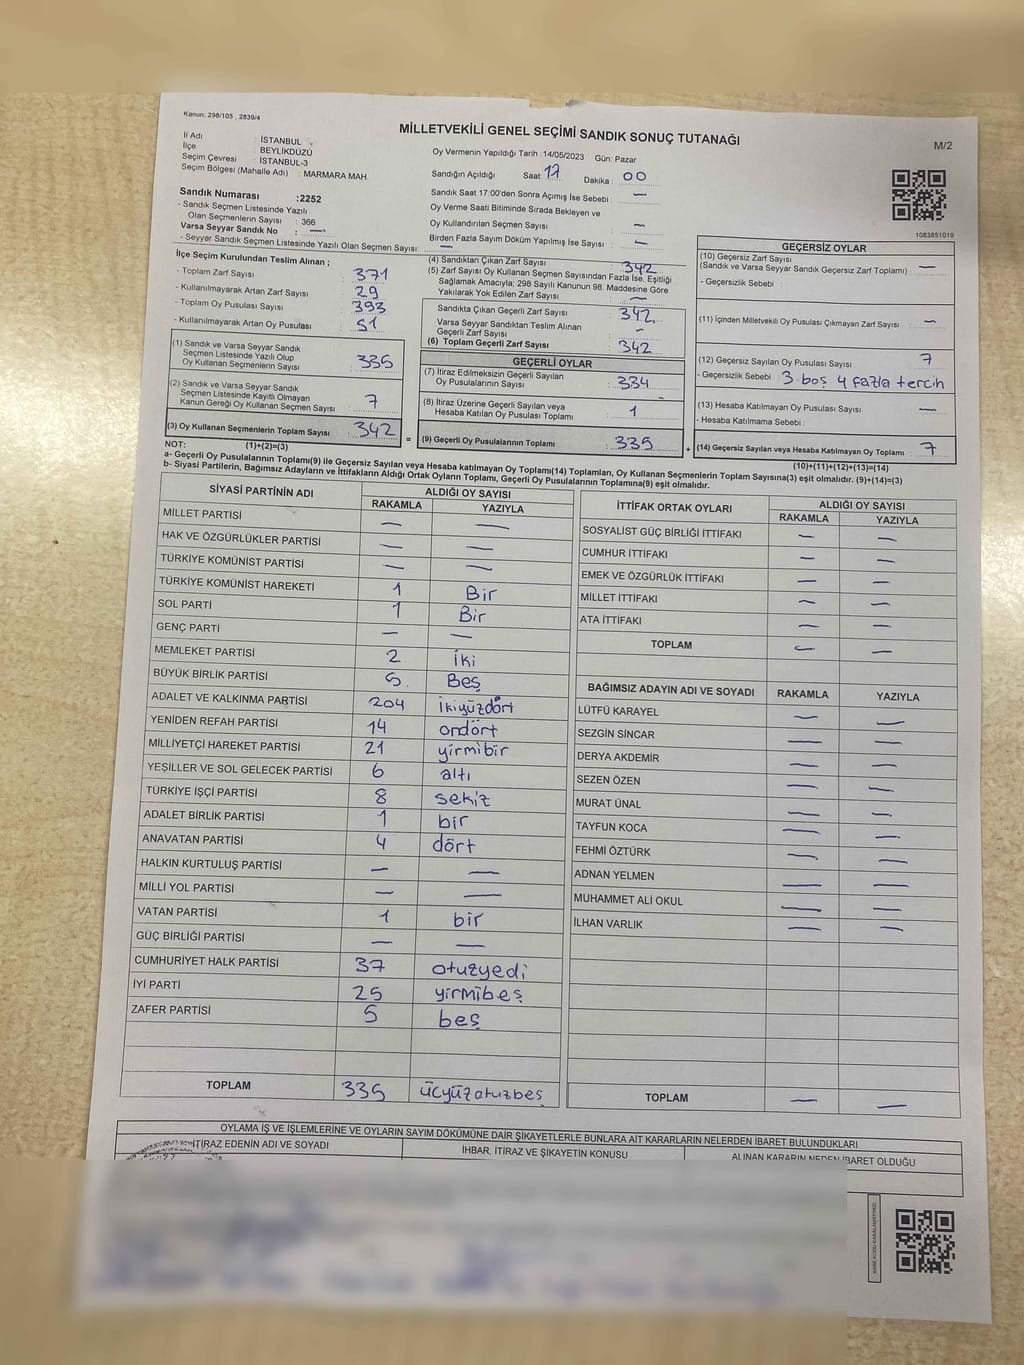 Kanun: 298/105 , 2839/4
MİLLETVEKİLİ GENEL SEÇİMİ SANDIK SONUÇ TUTANAĞI
M/2
İl Adı : İSTANBUL
İlçe : BEYLİKDÜZÜ
Seçim Çevresi : İSTANBUL-3
Seçim Bölgesi (Mahalle Adı) : MARMARA MAH.
Oy Vermenin Yapıldığı Tarih :14/05/2023 Gün: Pazar
Sandığın Açıldığı Saat: 17 Dakika : 00
Sandık Saat 17:00'den Sonra Açımış İse Sebebi : —
Oy Verme Saati Bitiminde Sırada Bekleyen ve
Oy Kullandırılan Seçmen Sayısı : —
Birden Fazla Sayım Döküm Yapılmış İse Sayısı : —
1083851019
Sandık Numarası :2252
- Sandık Seçmen Listesinde Yazılı
Olan Seçmenlerin Sayısı : 366
Varsa Seyyar Sandık No : —
- Seyyar Sandık Seçmen Listesinde Yazılı Olan Seçmen Sayısı: —
İlçe Seçim Kurulundan Teslim Alınan ;
- Toplam Zarf Sayısı : 371
- Kullanılmayarak Artan Zarf Sayısı : 29
- Toplam Oy Pusulası Sayısı : 393
- Kullanılmayarak Artan Oy Pusulası : 51
(1) Sandık ve Varsa Seyyar Sandık
Seçmen Listesinde Yazılı Olup
Oy Kullanan Seçmenlerin Sayısı : 335
(2) Sandık ve Varsa Seyyar Sandık
Seçmen Listesinde Kayıtlı Olmayan
Kanun Gereği Oy Kullanan Seçmen Sayısı : 7
(3) Oy Kullanan Seçmenlerin Toplam Sayısı : 342
(4) Sandıktan Çıkan Zarf Sayısı : 342
(5) Zarf Sayısı Oy Kullanan Seçmen Sayısından Fazla İse, Eşitliği
Sağlamak Amacıyla; 298 Sayılı Kanunun 98. Maddesine Göre
Yakılarak Yok Edilen Zarf Sayısı : —
Sandıkta Çıkan Geçerli Zarf Sayısı : 342
Varsa Seyyar Sandıktan Teslim Alınan
Geçerli Zarf Sayısı : —
(6) Toplam Geçerli Zarf Sayısı : 342
GEÇERLİ OYLAR
(7) İtiraz Edilmeksizin Geçerli Sayılan
Oy Pusulalarının Sayısı : 334
(8) İtiraz Üzerine Geçerli Sayılan veya
Hesaba Katılan Oy Pusulası Toplamı : 1
= (9) Geçerli Oy Pusulalarının Toplamı : 335
GEÇERSİZ OYLAR
(10) Geçersiz Zarf Sayısı
(Sandık ve Varsa Seyyar Sandık Geçersiz Zarf Toplamı) : —
- Geçersizlik Sebebi :
(11) İçinden Milletvekili Oy Pusulası Çıkmayan Zarf Sayısı : —
(12) Geçersiz Sayılan Oy Pusulası Sayısı : 7
- Geçersizlik Sebebi : 3 boş 4 fazla tercih
(13) Hesaba Katılmayan Oy Pusulası Sayısı : —
- Hesaba Katılmama Sebebi :
+ (14) Geçersiz Sayılan veya Hesaba Katılmayan Oy Toplamı : 7
NOT: (1)+(2)=(3)
(10)+(11)+(12)+(13)=(14)
a- Geçerli Oy Pusulalarının Toplamı(9) ile Geçersiz Sayılan veya Hesaba katılmayan Oy Toplamı(14) Toplamları, Oy Kullanan Seçmenlerin Toplam Sayısına(3) eşit olmalıdır. (9)+(14)=(3)
b- Siyasi Partilerin, Bağımsız Adayların ve İttifakların Aldığı Ortak Oyların Toplamı, Geçerli Oy Pusulalarının Toplamına(9) eşit olmalıdır.
SİYASİ PARTİNİN ADI ALDIĞI OY SAYISI
RAKAMLA YAZIYLA
MİLLET PARTİSİ — —
HAK VE ÖZGÜRLÜKLER PARTİSİ — —
TÜRKİYE KOMÜNİST PARTİSİ — —
TÜRKİYE KOMÜNİST HAREKETİ 1 Bir
SOL PARTİ 1 Bir
GENÇ PARTİ — —
MEMLEKET PARTİSİ 2 iki
BÜYÜK BİRLİK PARTİSİ 5 Beş
ADALET VE KALKINMA PARTİSİ 204 ikiyüzdört
YENİDEN REFAH PARTİSİ 14 ondört
MİLLİYETÇİ HAREKET PARTİSİ 21 yirmibir
YEŞİLLER VE SOL GELECEK PARTİSİ 6 altı
TÜRKİYE İŞÇİ PARTİSİ 8 sekiz
ADALET BİRLİK PARTİSİ 1 bir
ANAVATAN PARTİSİ 4 dört
HALKIN KURTULUŞ PARTİSİ — —
MİLLİ YOL PARTİSİ — —
VATAN PARTİSİ 1 bir
GÜÇ BİRLİĞİ PARTİSİ — —
CUMHURİYET HALK PARTİSİ 37 otuzyedi
İYİ PARTİ 25 yirmibeş
ZAFER PARTİSİ 5 beş
TOPLAM 335 üçyüzotuzbeş
İTTİFAK ORTAK OYLARI ALDIĞI OY SAYISI
RAKAMLA YAZIYLA
SOSYALİST GÜÇ BİRLİĞİ İTTİFAKI — —
CUMHUR İTTİFAKI — —
EMEK VE ÖZGÜRLÜK İTTİFAKI — —
MİLLET İTTİFAKI — —
ATA İTTİFAKI — —
TOPLAM — —
BAĞIMSIZ ADAYIN ADI VE SOYADI RAKAMLA YAZIYLA
LÜTFÜ KARAYEL — —
SEZGİN SİNCAR — —
DERYA AKDEMİR — —
SEZEN ÖZEN — —
MURAT ÜNAL — —
TAYFUN KOCA — —
FEHMİ ÖZTÜRK — —
ADNAN YELMEN — —
MUHAMMET ALİ OKUL — —
İLHAN VARLIK — —
TOPLAM — —
OYLAMA İŞ VE İŞLEMLERİNE VE OYLARIN SAYIM DÖKÜMÜNE DAİR ŞİKAYETLERLE BUNLARA AİT KARARLARIN NELERDEN İBARET BULUNDUKLARI
İTİRAZ EDENİN ADI VE SOYADI İHBAR, İTİRAZ VE ŞİKAYETİN KONUSU ALINAN KARARIN NEDEN İBARET OLDUĞU
KARE KODU KARALAMAYINIZ